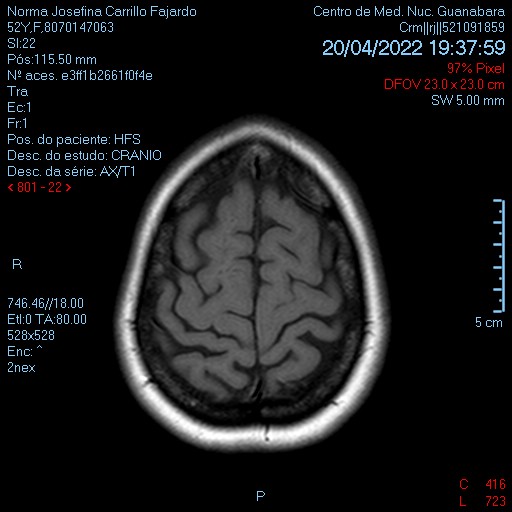 Norma Josefina Carrillo Fajardo
52Y,F,8070147063
Sl:22
Pós:115.50 mm
Nº aces. e3ff1b2661f0f4e
Tra
Ec:1
Fr:1
Pos. do paciente: HFS
Desc. do estudo: CRANIO
Desc. da série: AX/T1
< 801 - 22 >
Centro de Med. Nuc. Guanabara
Crm||rj||521091859
20/04/2022 19:37:59
97% Pixel
DFOV 23.0 x 23.0 cm
SW 5.00 mm
R
5 cm
746.46//18.00
Etl:0 TA:80.00
528x528
Enc: ^
2nex
P
C 416
L 723